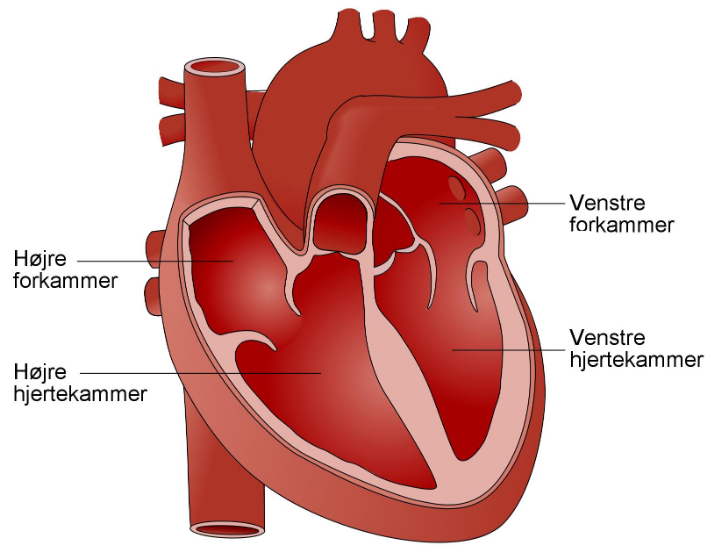 Venstre
forkammer
Højre
forkammer
Venstre
hjertekammer
Højre
hjertekammer